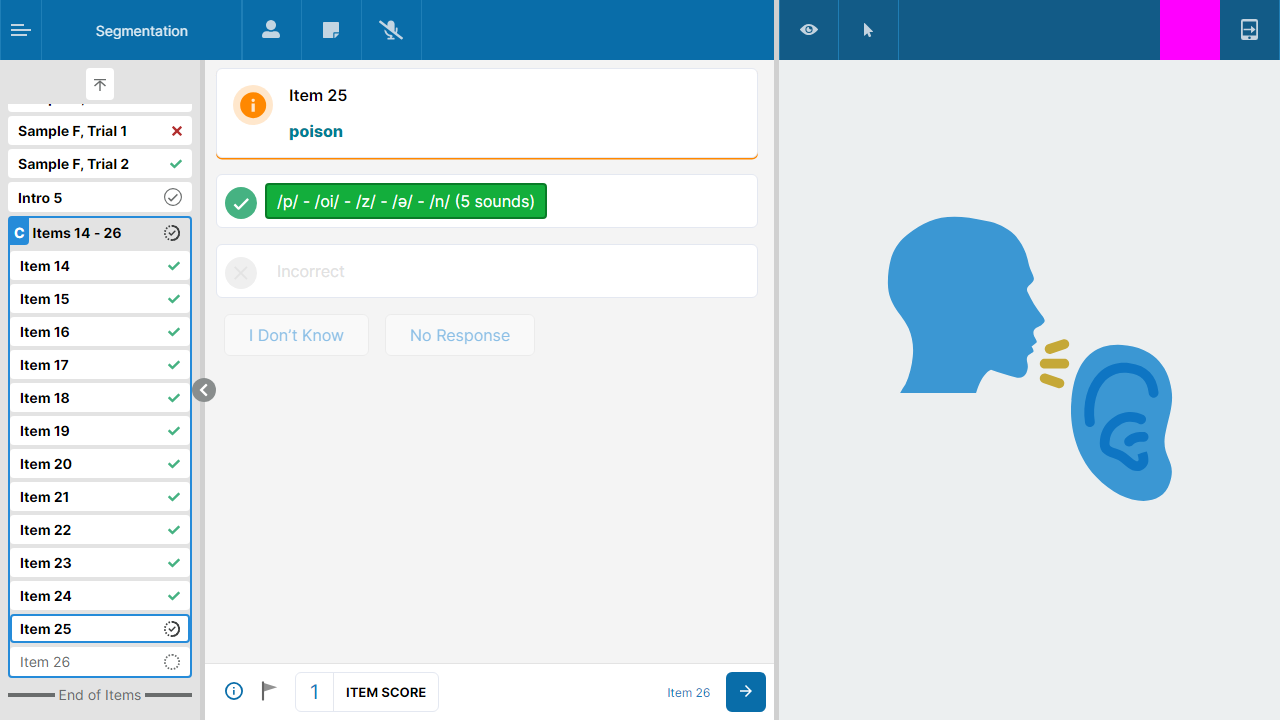 Segmentation
Sample F, Trial 1
Sample F, Trial 2
Intro 5
C Items 14 - 26
Item 14
Item 15
Item 16
Item 17
Item 18
Item 19
Item 20
Item 21
Item 22
Item 23
Item 24
Item 25
Item 26
End of Items
Item 25
poison
/p/ - /oi/ - /z/ - /ə/ - /n/ (5 sounds)
Incorrect
I Don't Know
No Response
1 ITEM SCORE
Item 26